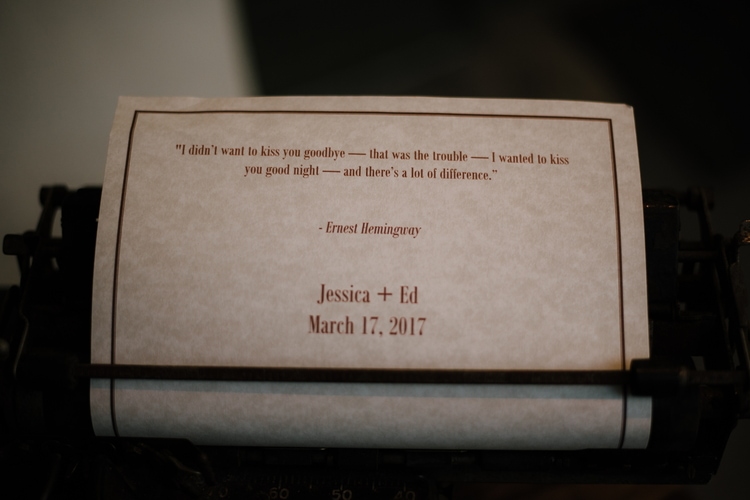 "I didn't want to kiss you goodbye — that was the trouble — I wanted to kiss
you good night — and there's a lot of difference."
- Ernest Hemingway
Jessica + Ed
March 17, 2017